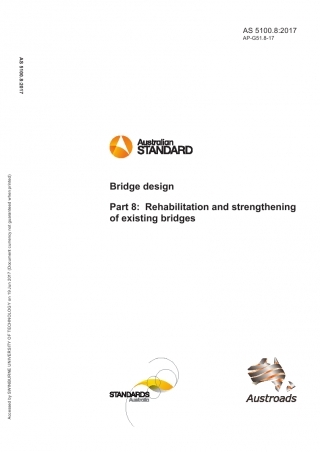 AS 5100.8:2017
AP-G51.8-17
AS 5100.8:2017
Australian
STANDARD
Bridge design
Part 8: Rehabilitation and strengthening
of existing bridges
Accessed by SWINBURNE UNIVERSITY OF TECHNOLOGY on 19 Jun 2017 (Document currency not guaranteed when printed)
STANDARDS
Australia
Austroads